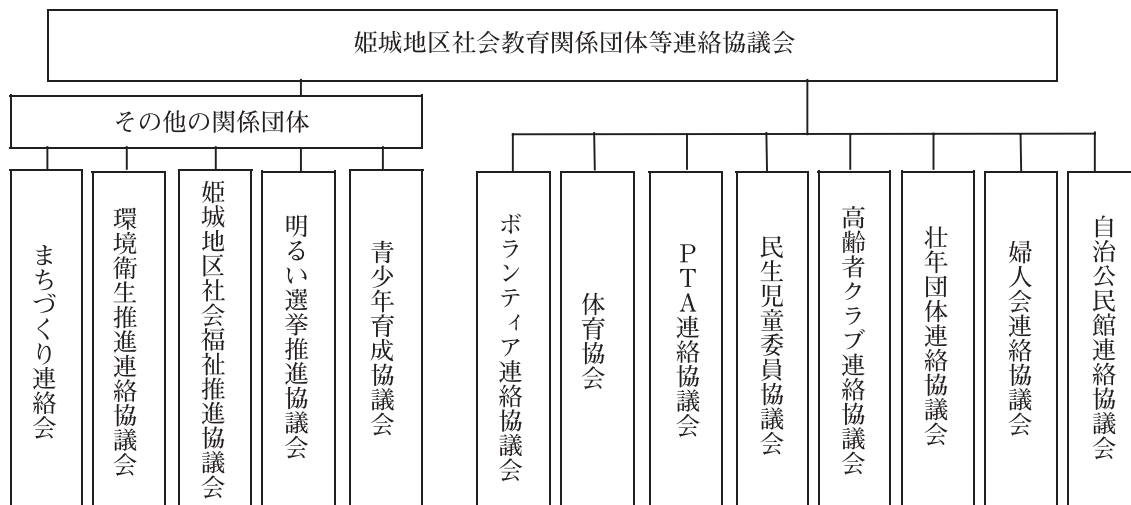 姫城地区社会教育関係団体等連絡協議会
その他の関係団体
自治公民館連絡協議会
婦人会連絡協議会
壮年団体連絡協議会
高齢者クラブ連絡協議会
民生児童委員協議会
PTA連絡協議会
体育協会
ボランティア連絡協議会
青少年育成協議会
明るい選挙推進協議会
姫城地区社会福祉推進協議会
環境衛生推進連絡協議会
まちづくり連絡会